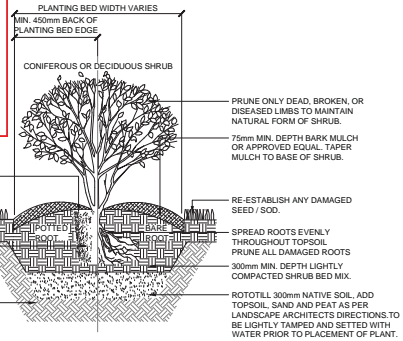 PLANTING BED WIDTH VARIES
MIN. 450mm BACK OF
PLANTING BED EDGE
CONIFEROUS OR DECIDUOUS SHRUB
PRUNE ONLY DEAD, BROKEN, OR
DISEASED LIMBS TO MAINTAIN
NATURAL FORM OF SHRUB.
75mm MIN. DEPTH BARK MULCH
OR APPROVED EQUAL. TAPER
MULCH TO BASE OF SHRUB.
RE-ESTABLISH ANY DAMAGED
SEED / SOD.
POTTED
ROOT
BARE
ROOT
SPREAD ROOTS EVENLY
THROUGHOUT TOPSOIL
PRUNE ALL DAMAGED ROOTS
300mm MIN. DEPTH LIGHTLY
COMPACTED SHRUB BED MIX.
ROTOTILL 300mm NATIVE SOIL, ADD
TOPSOIL, SAND AND PEAT AS PER
LANDSCAPE ARCHITECTS DIRECTIONS.TO
BE LIGHTLY TAMPED AND SETTED WITH
WATER PRIOR TO PLACEMENT OF PLANT.